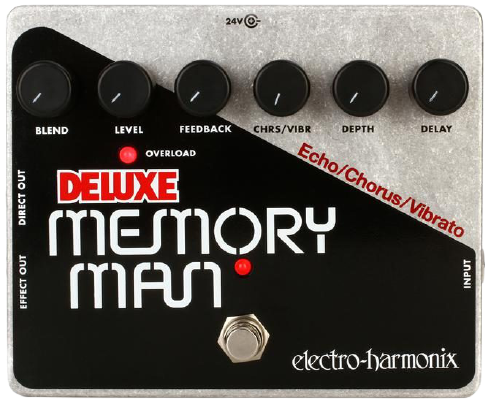 24V
BLEND LEVEL FEEDBACK CHRS/VIBR DEPTH DELAY
OVERLOAD
Echo/Chorus/Vibrato
DIRECT OUT
DELUXE
MEMORY
MAN
EFFECT OUT
INPUT
electro-harmonix